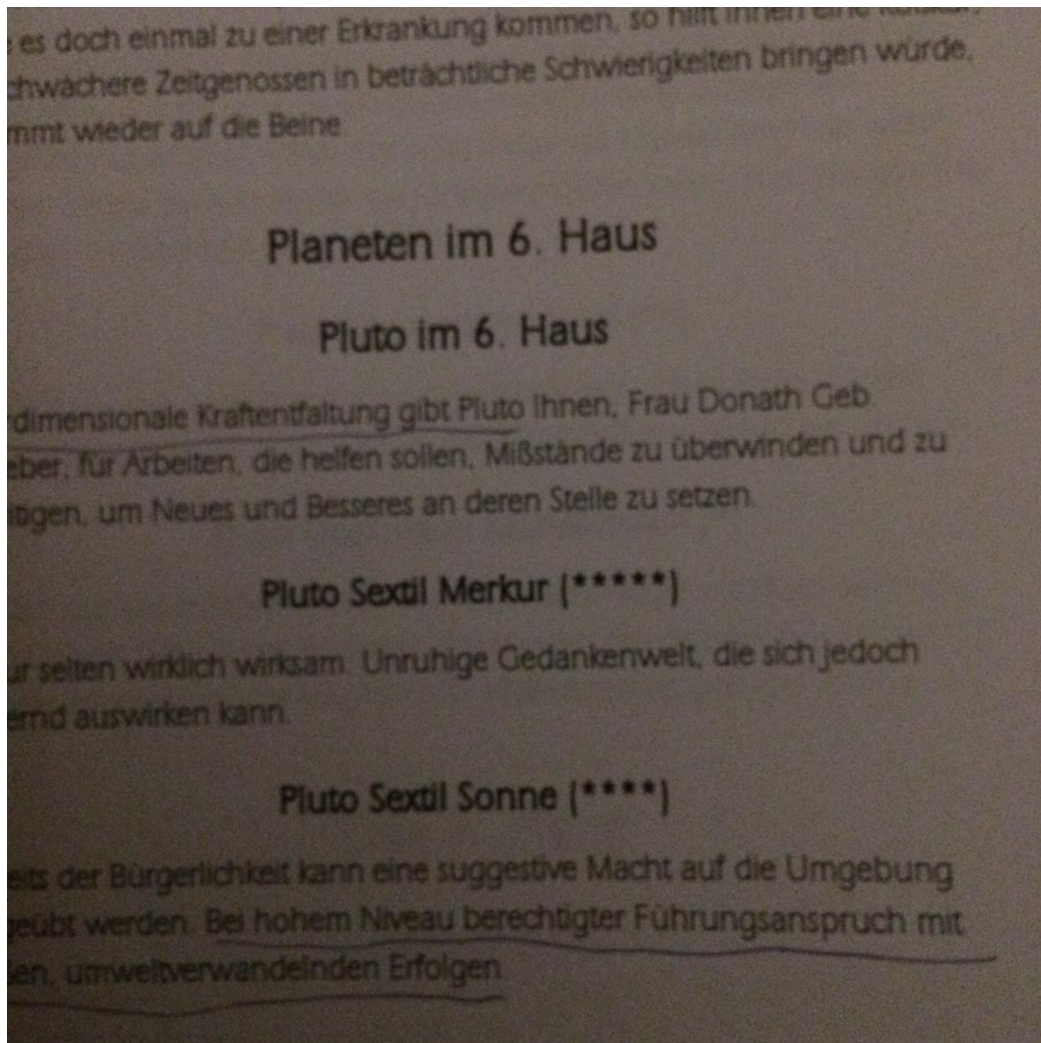 es doch einmal zu einer Erkrankung kommen, so hilft Ihnen eine
chwächere Zeitgenossen in beträchtliche Schwierigkeiten bringen würde,
mmt wieder auf die Beine
Planeten im 6. Haus
Pluto im 6. Haus
dimensionale Kraftentfaltung gibt Pluto Ihnen, Frau Donath Geb.
eber, für Arbeiten, die helfen sollen, Mißstände zu überwinden und zu
itigen, um Neues und Besseres an deren Stelle zu setzen.
Pluto Sextil Merkur (*****)
ur selten wirklich wirksam. Unruhige Gedankenwelt, die sich jedoch
ernd auswirken kann.
Pluto Sextil Sonne (****)
eits der Bürgerlichkeit kann eine suggestive Macht auf die Umgebung
geübt werden. Bei hohem Niveau berechtigter Führungsanspruch mit
en, umweltverwandelnden Erfolgen